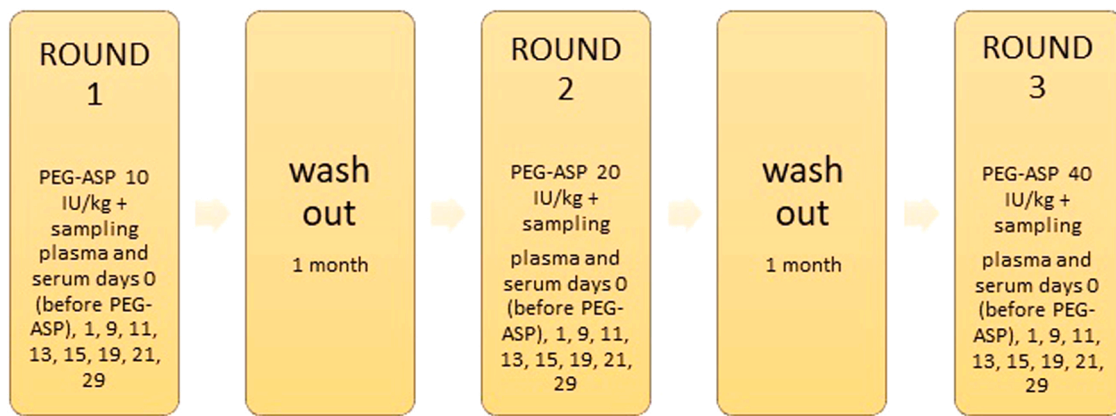 ROUND
1
PEG-ASP 10
IU/kg +
sampling
plasma and
serum days 0
(before PEG-
ASP), 1, 9, 11,
13, 15, 19, 21,
29
wash
out
1 month
ROUND
2
PEG-ASP 20
IU/kg +
sampling
plasma and
serum days 0
(before PEG-
ASP), 1, 9, 11,
13, 15, 19, 21,
29
wash
out
1 month
ROUND
3
PEG-ASP 40
IU/kg +
sampling
plasma and
serum days 0
(before PEG-
ASP), 1, 9, 11,
13, 15, 19, 21,
29